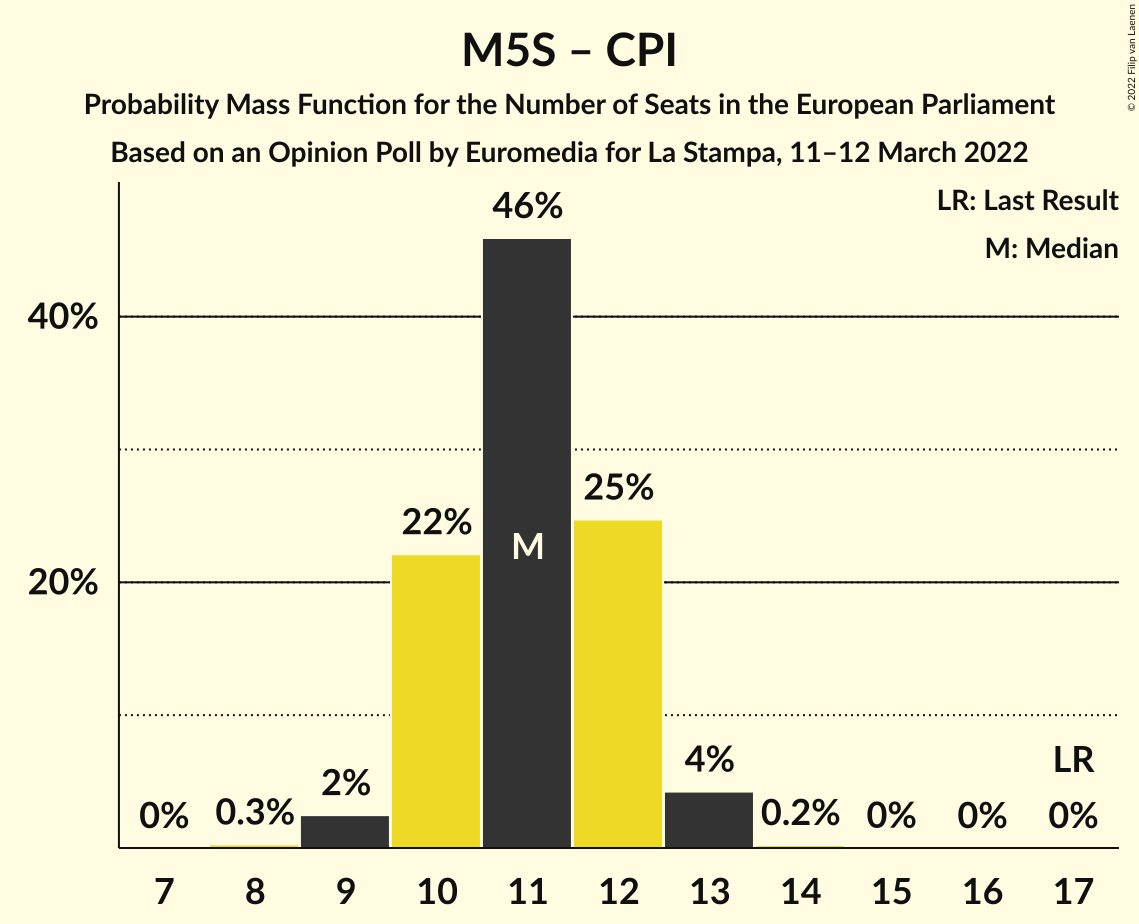 M5S – CPI
Probability Mass Function for the Number of Seats in the European Parliament
Based on an Opinion Poll by Euromedia for La Stampa, 11–12 March 2022
© 2022 Filip van Laenen
LR: Last Result
M: Median
40%
20%
0%
0.3%
2%
22%
46%
M
25%
4%
0.2%
0%
0%
LR
0%
7 8 9 10 11 12 13 14 15 16 17